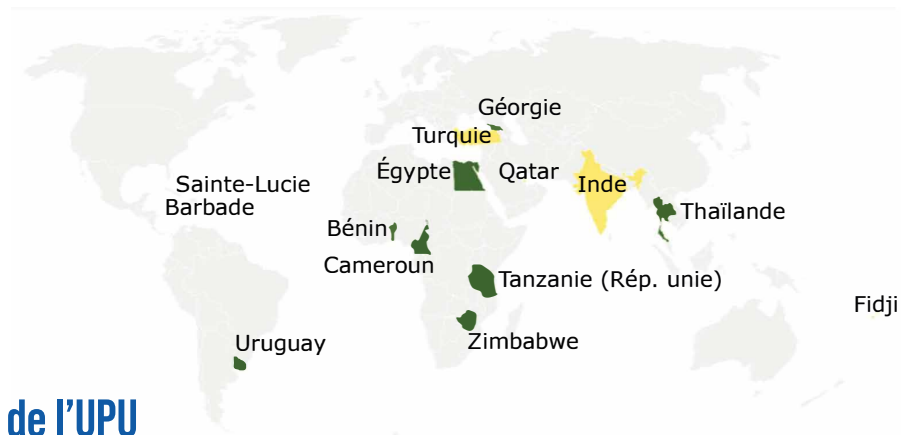 Géorgie
Turquie
Égypte
Qatar
Sainte-Lucie
Inde
Barbade
Thaïlande
Bénin
Cameroun
Tanzanie (Rép. unie)
Fidji
Uruguay
Zimbabwe
de l'UPU